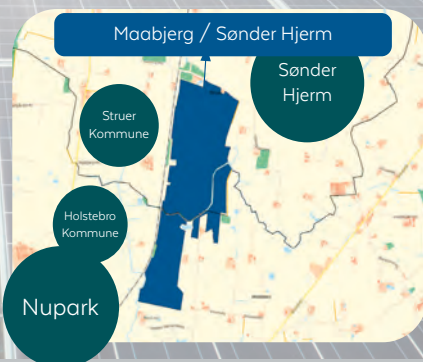 Maabjerg / Sønder Hjerm
Sønder
Hjerm
Struer
Kommune
Holstebro
Kommune
Nupark